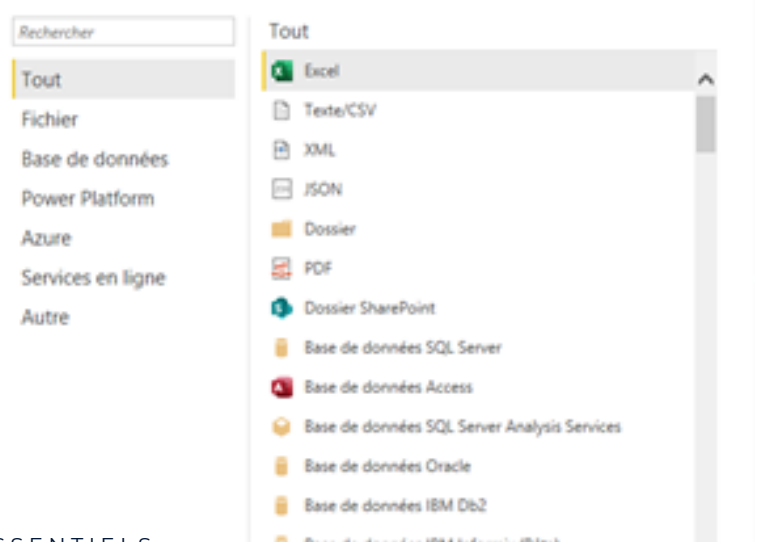 Rechercher
Tout
Fichier
Base de données
Power Platform
Azure
Services en ligne
Autre
Tout
Excel
Texte/CSV
XML
JSON
Dossier
PDF
Dossier SharePoint
Base de données SQL Server
Base de données Access
Base de données SQL Server Analysis Services
Base de données Oracle
Base de données IBM Db2